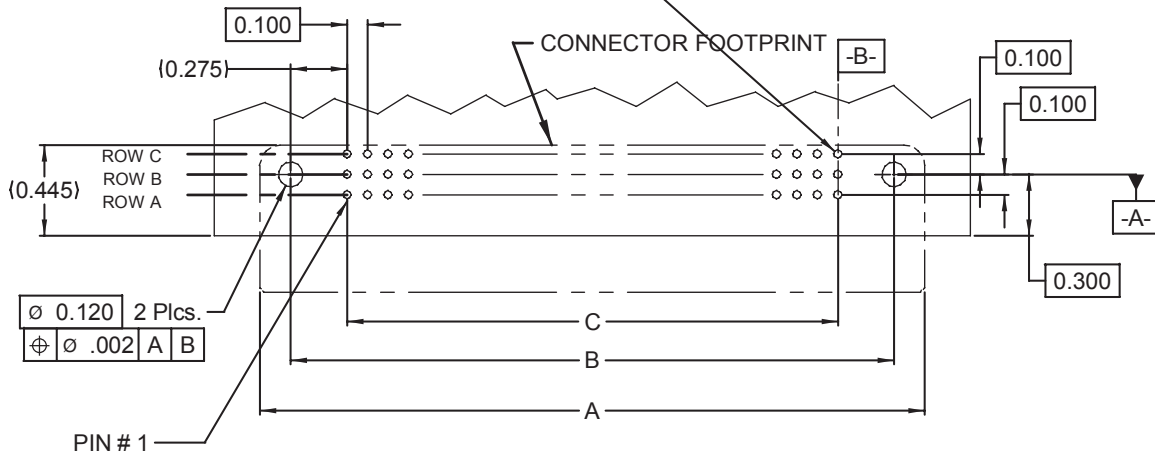 0.100
CONNECTOR FOOTPRINT
-B-
0.100
(0.275)
0.100
ROW C
ROW B
ROW A
(0.445)
-A-
0.300
Ø 0.120 2 Plcs.
⌖ Ø .002 A B
C
B
A
PIN # 1